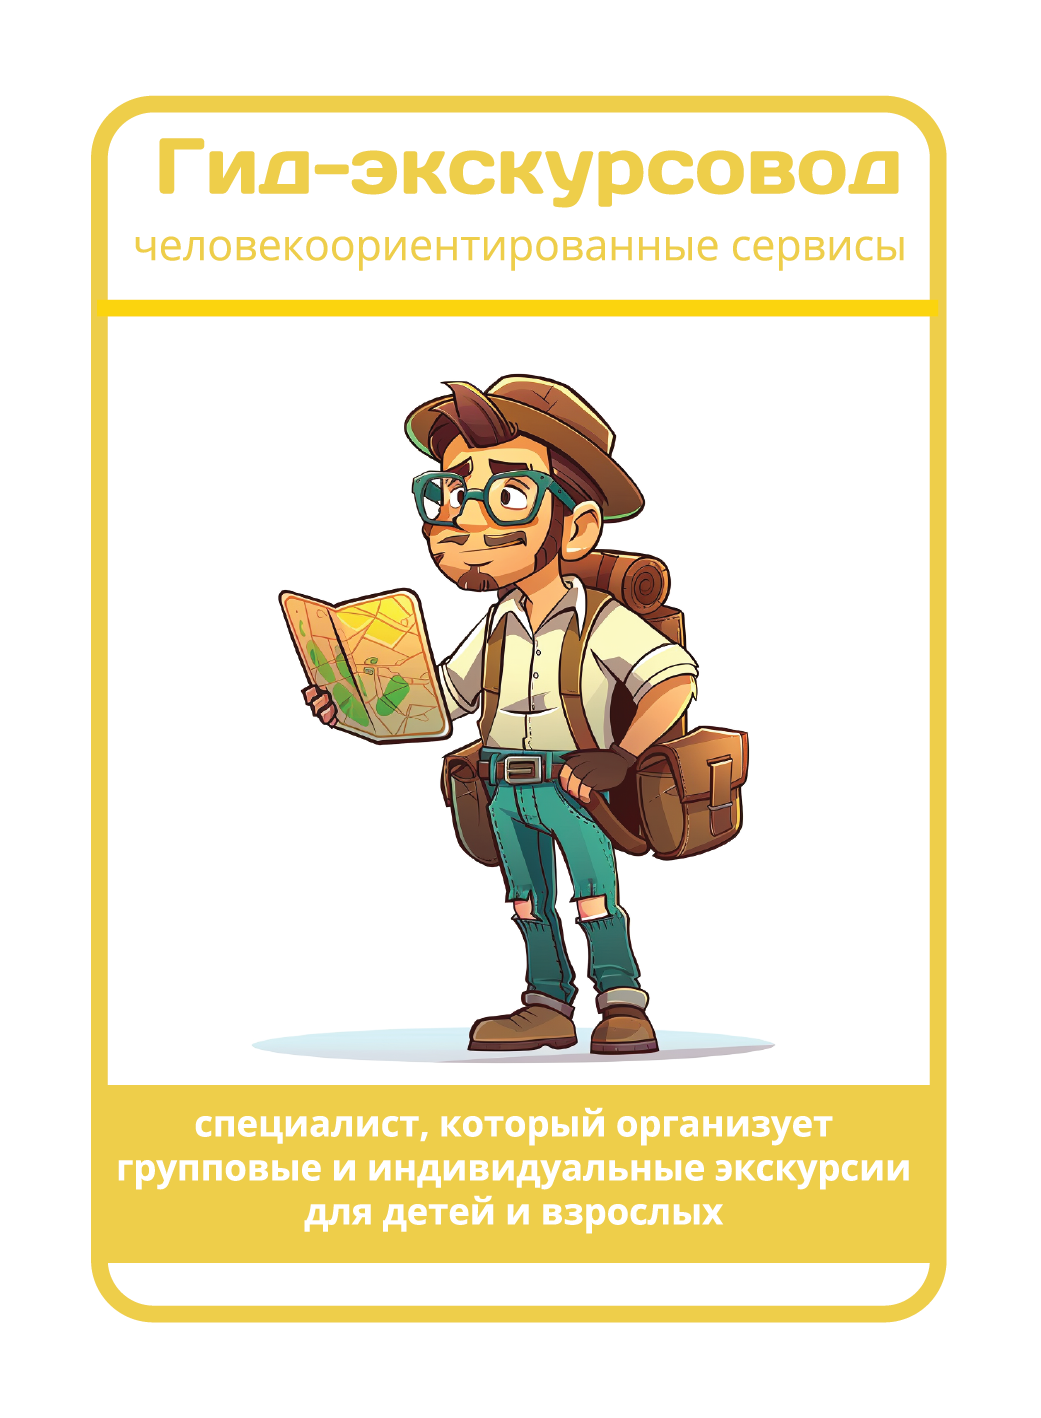 Гид-экскурсовод
человекоориентированные сервисы
специалист, который организует
групповые и индивидуальные экскурсии
для детей и взрослых